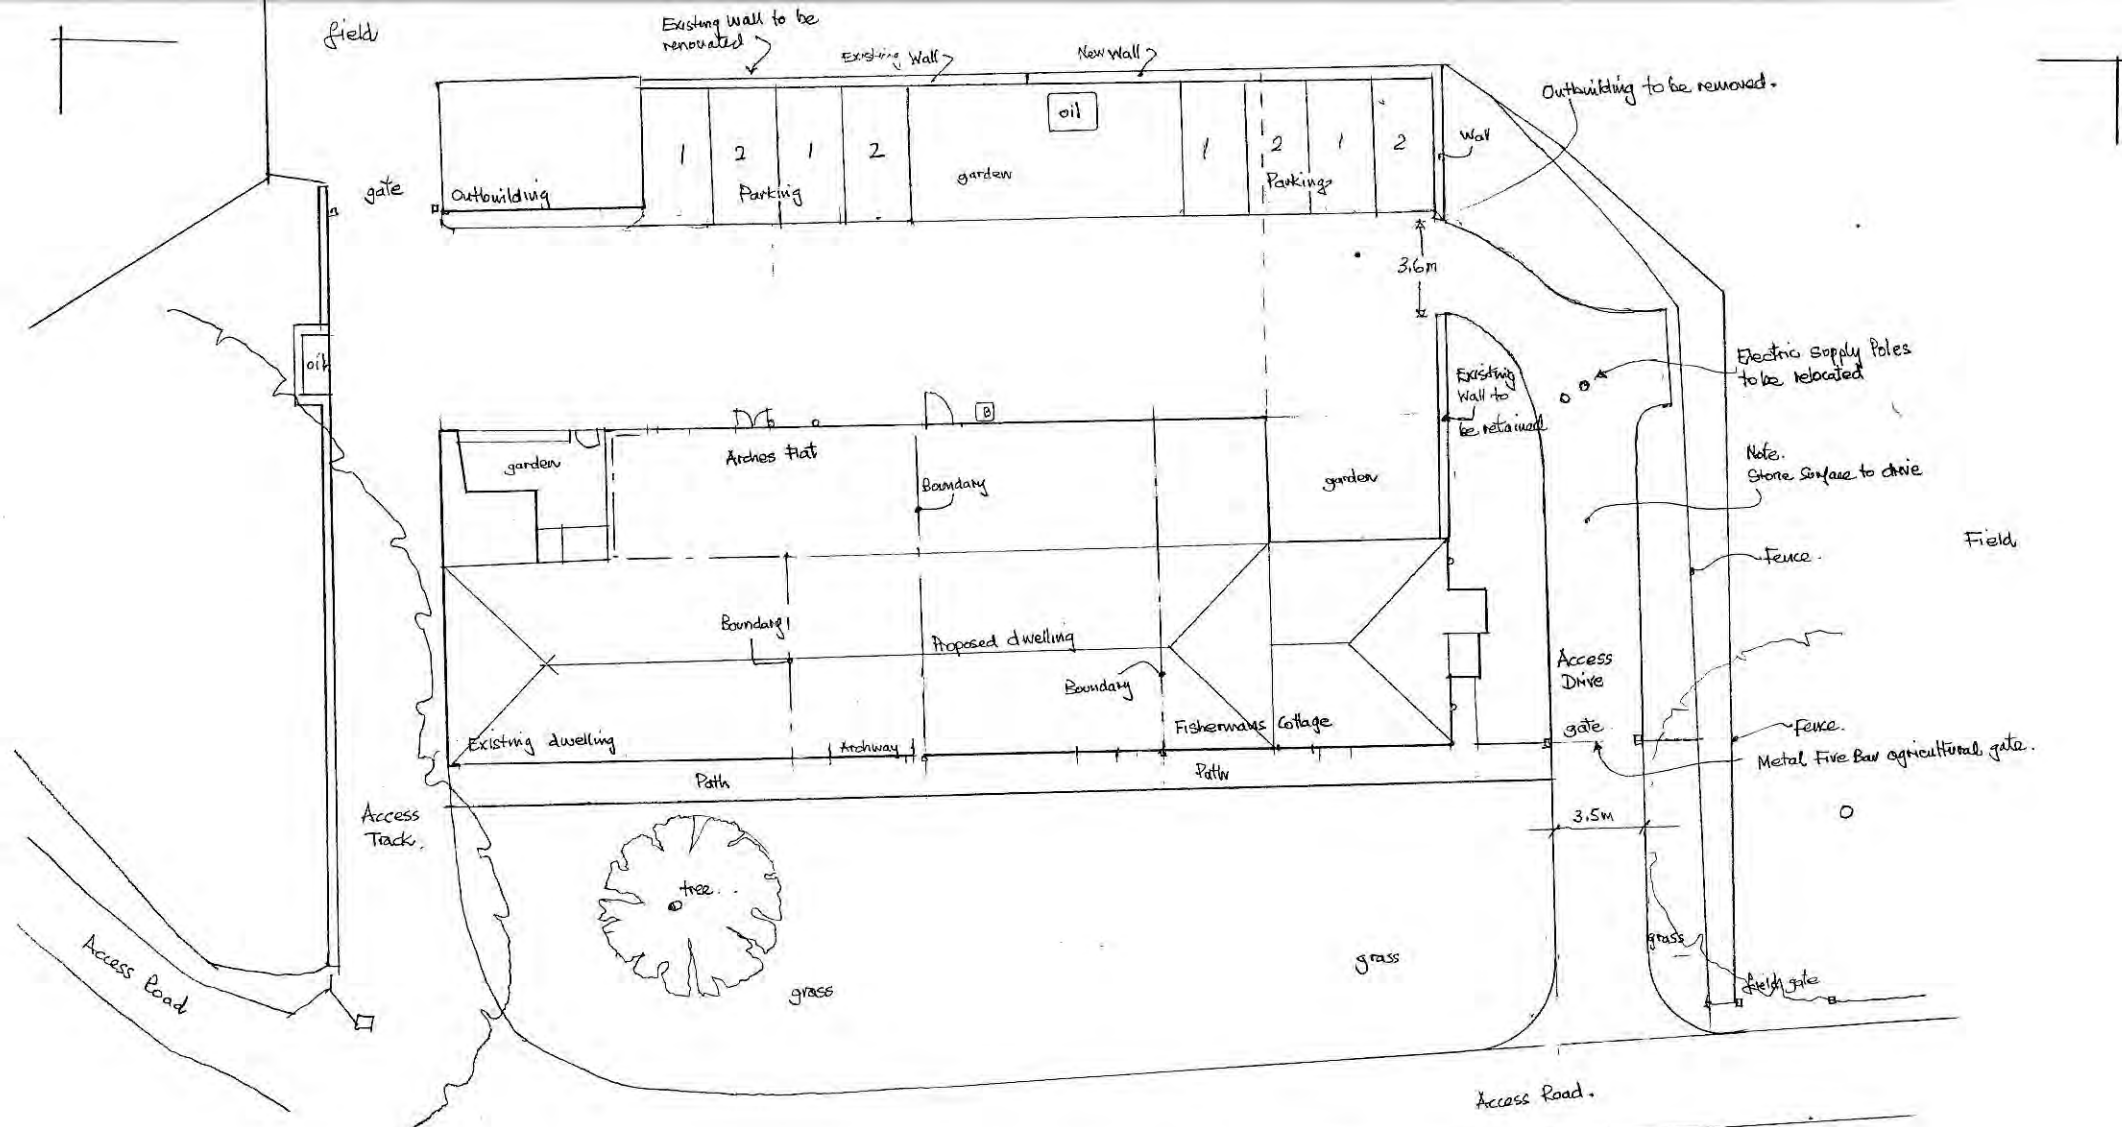 field
Existing wall to be
renovated
Existing Wall
New Wall
Outbuilding to be removed.
oil
Wall
gate
Outbuilding
1
2
1
2
Parking
garden
1
2
1
2
Parking
3.6m
oil
Electric Supply Poles
to be relocated
Existing
Wall to
be retained
B
Arches Flat
garden
Boundary
garden
Note.
Stone Surface to drive
Field
Fence.
Boundary
Proposed dwelling
Boundary
Access
Drive
Fishermans Cottage
gate
Fence.
Existing dwelling
Archway
Metal Five Bar agricultural gate.
Path
Path
Access
Track.
3.5m
tree
grass
grass
grass
field gate
Access Road
Access Road.